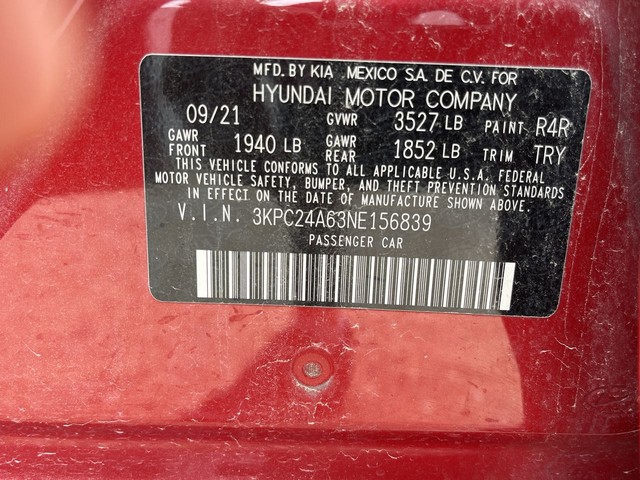 MFD. BY KIA MEXICO S.A. DE C.V. FOR
HYUNDAI MOTOR COMPANY
09/21 GVWR 3527 LB PAINT R4R
GAWR FRONT 1940 LB GAWR REAR 1852 LB TRIM TRY
THIS VEHICLE CONFORMS TO ALL APPLICABLE U.S.A. FEDERAL
MOTOR VEHICLE SAFETY, BUMPER, AND THEFT PREVENTION STANDARDS
IN EFFECT ON THE DATE OF MANUFACTURE SHOWN ABOVE.
V.I.N. 3KPC24A63NE156839
PASSENGER CAR